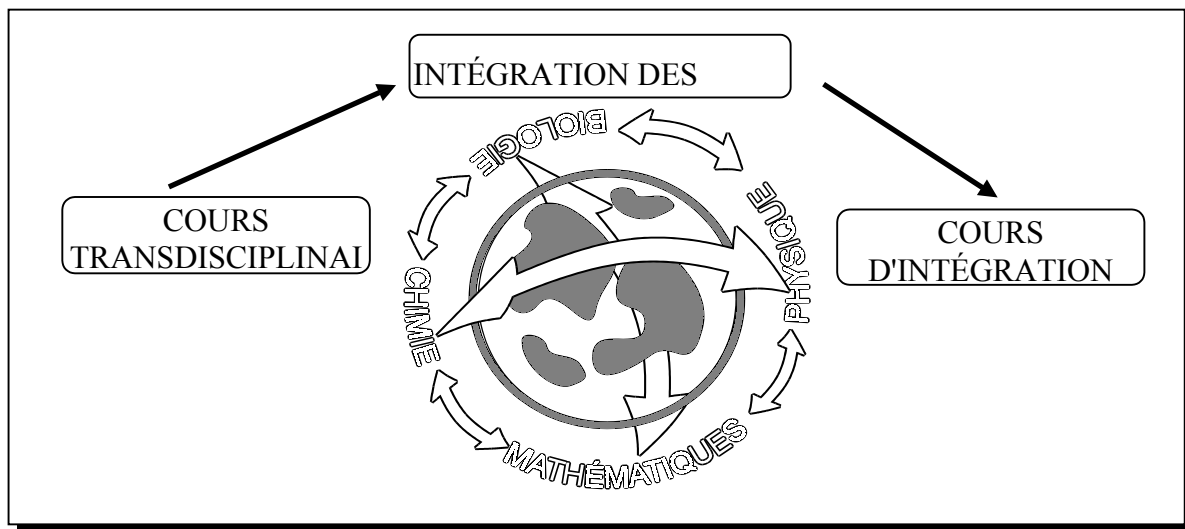 INTÉGRATION DES
BIOLOGIE
COURS
TRANSDISCIPLINAI
PHYSIQUE
COURS
D'INTÉGRATION
CHIMIE
MATHÉMATIQUES